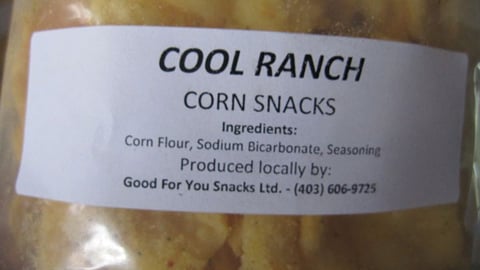 COOL RANCH
CORN SNACKS
Ingredients:
Corn Flour, Sodium Bicarbonate, Seasoning
Produced locally by:
Good For You Snacks Ltd. - (403) 606-9725